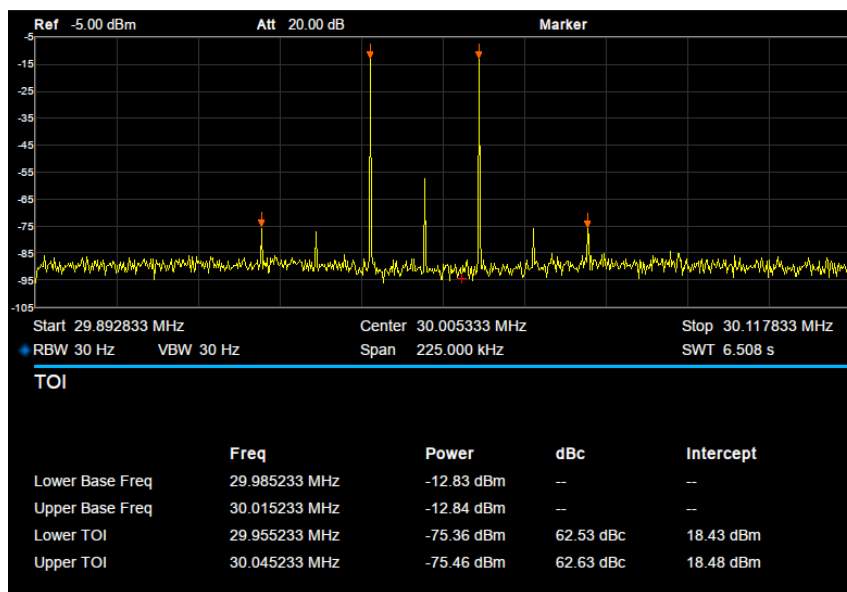 Ref -5.00 dBm Att 20.00 dB Marker
-5
-15
-25
-35
-45
-55
-65
-75
-85
-95
-105
Start 29.892833 MHz Center 30.005333 MHz Stop 30.117833 MHz
RBW 30 Hz VBW 30 Hz Span 225.000 kHz SWT 6.508 s
TOI
Freq Power dBc Intercept
Lower Base Freq 29.985233 MHz -12.83 dBm -- --
Upper Base Freq 30.015233 MHz -12.84 dBm -- --
Lower TOI 29.955233 MHz -75.36 dBm 62.53 dBc 18.43 dBm
Upper TOI 30.045233 MHz -75.46 dBm 62.63 dBc 18.48 dBm